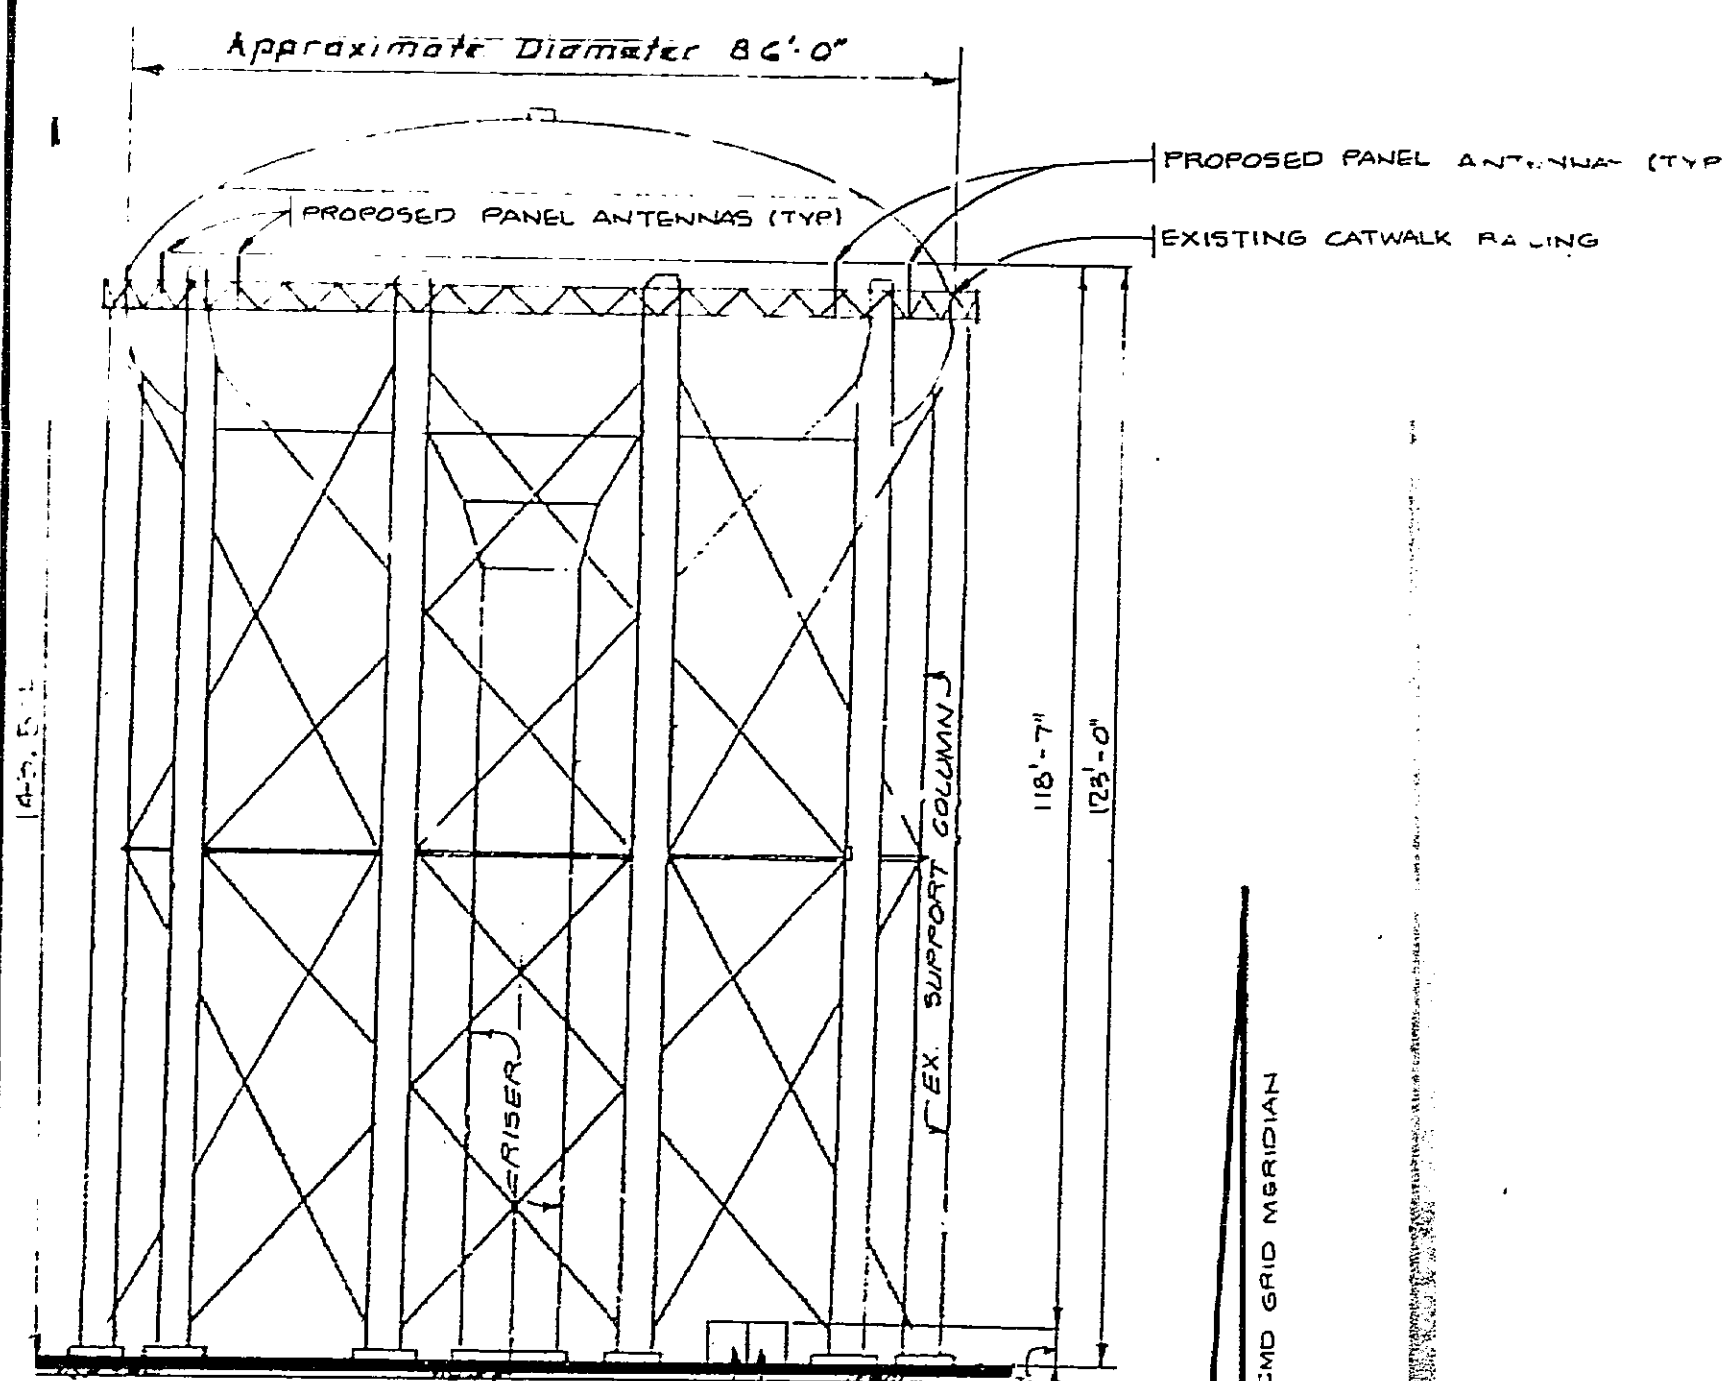 Approximate Diameter 86'-0"
PROPOSED PANEL (TYP
PROPOSED PANEL ANTENNAS (TYP)
EXISTING CATWALK
118'-7"
123'-0"
EX. SUPPORT COLUMN
RISER
GRID MERIDIAN